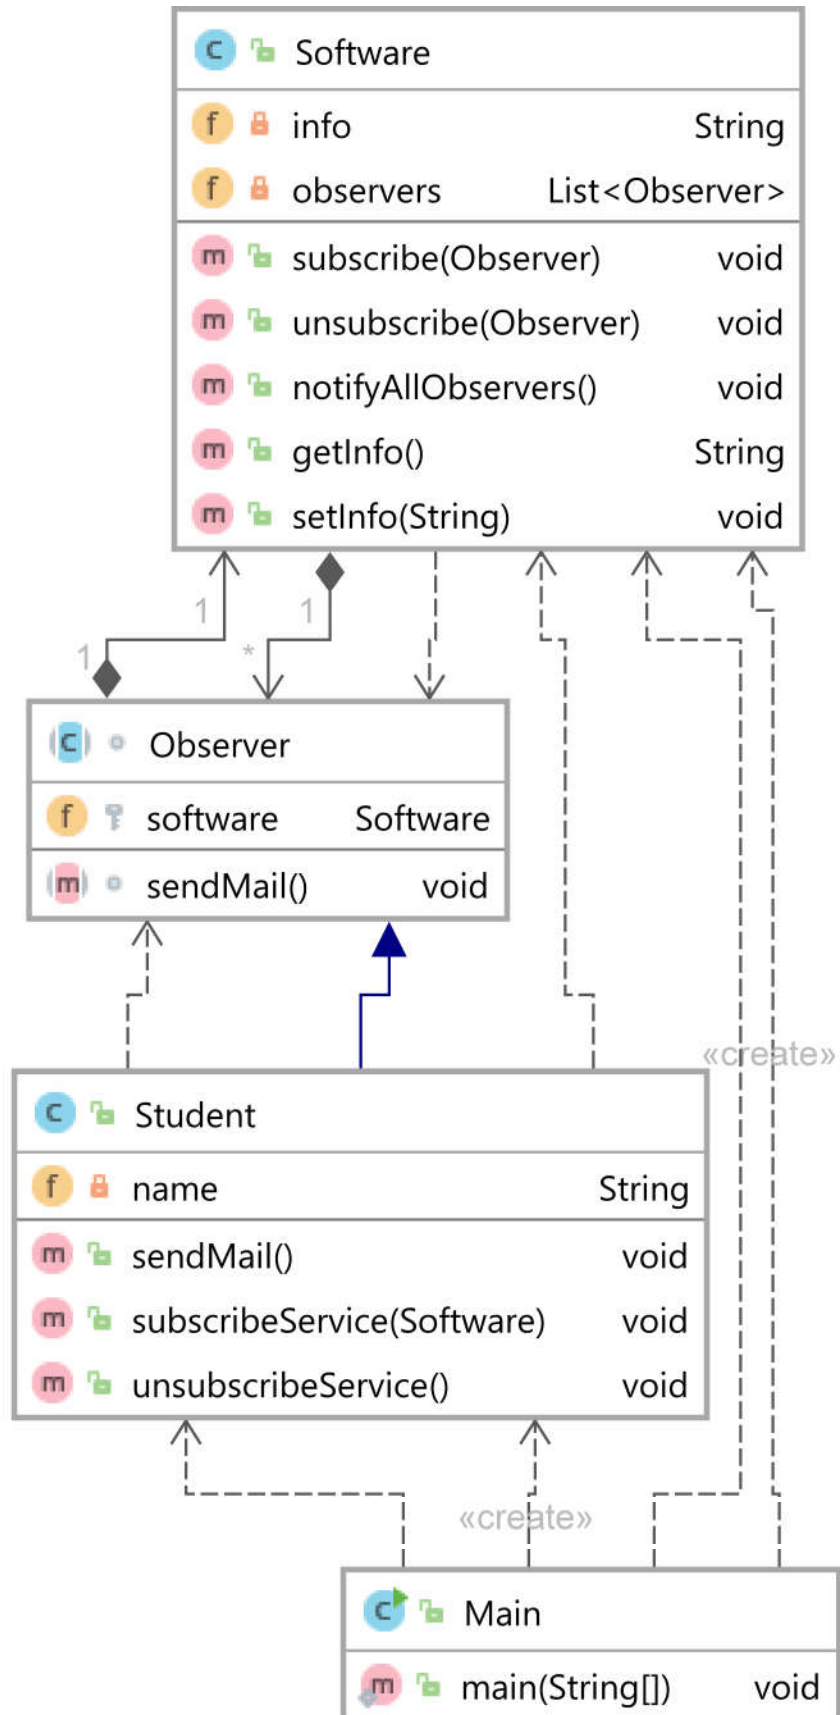 C Software
f info String
f observers List<Observer>
m subscribe(Observer) void
m unsubscribe(Observer) void
m notifyAllObservers() void
m getInfo() String
m setInfo(String) void
1 1
1 *
C Observer
f software Software
m sendMail() void
«create»
C Student
f name String
m sendMail() void
m subscribeService(Software) void
m unsubscribeService() void
«create»
C Main
m main(String[]) void